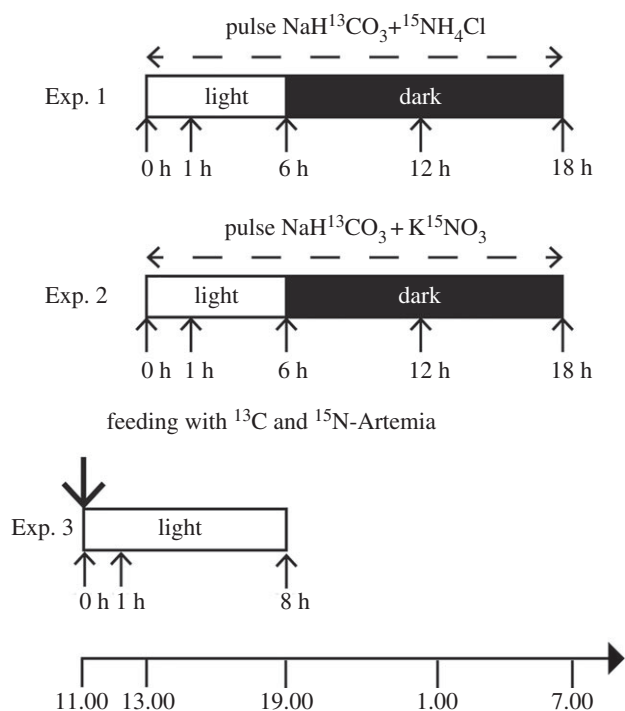 pulse NaH¹³CO₃+¹⁵NH₄Cl
Exp. 1 light dark
0 h 1 h 6 h 12 h 18 h
pulse NaH¹³CO₃ + K¹⁵NO₃
Exp. 2 light dark
0 h 1 h 6 h 12 h 18 h
feeding with ¹³C and ¹⁵N-Artemia
Exp. 3 light
0 h 1 h 8 h
11.00 13.00 19.00 1.00 7.00